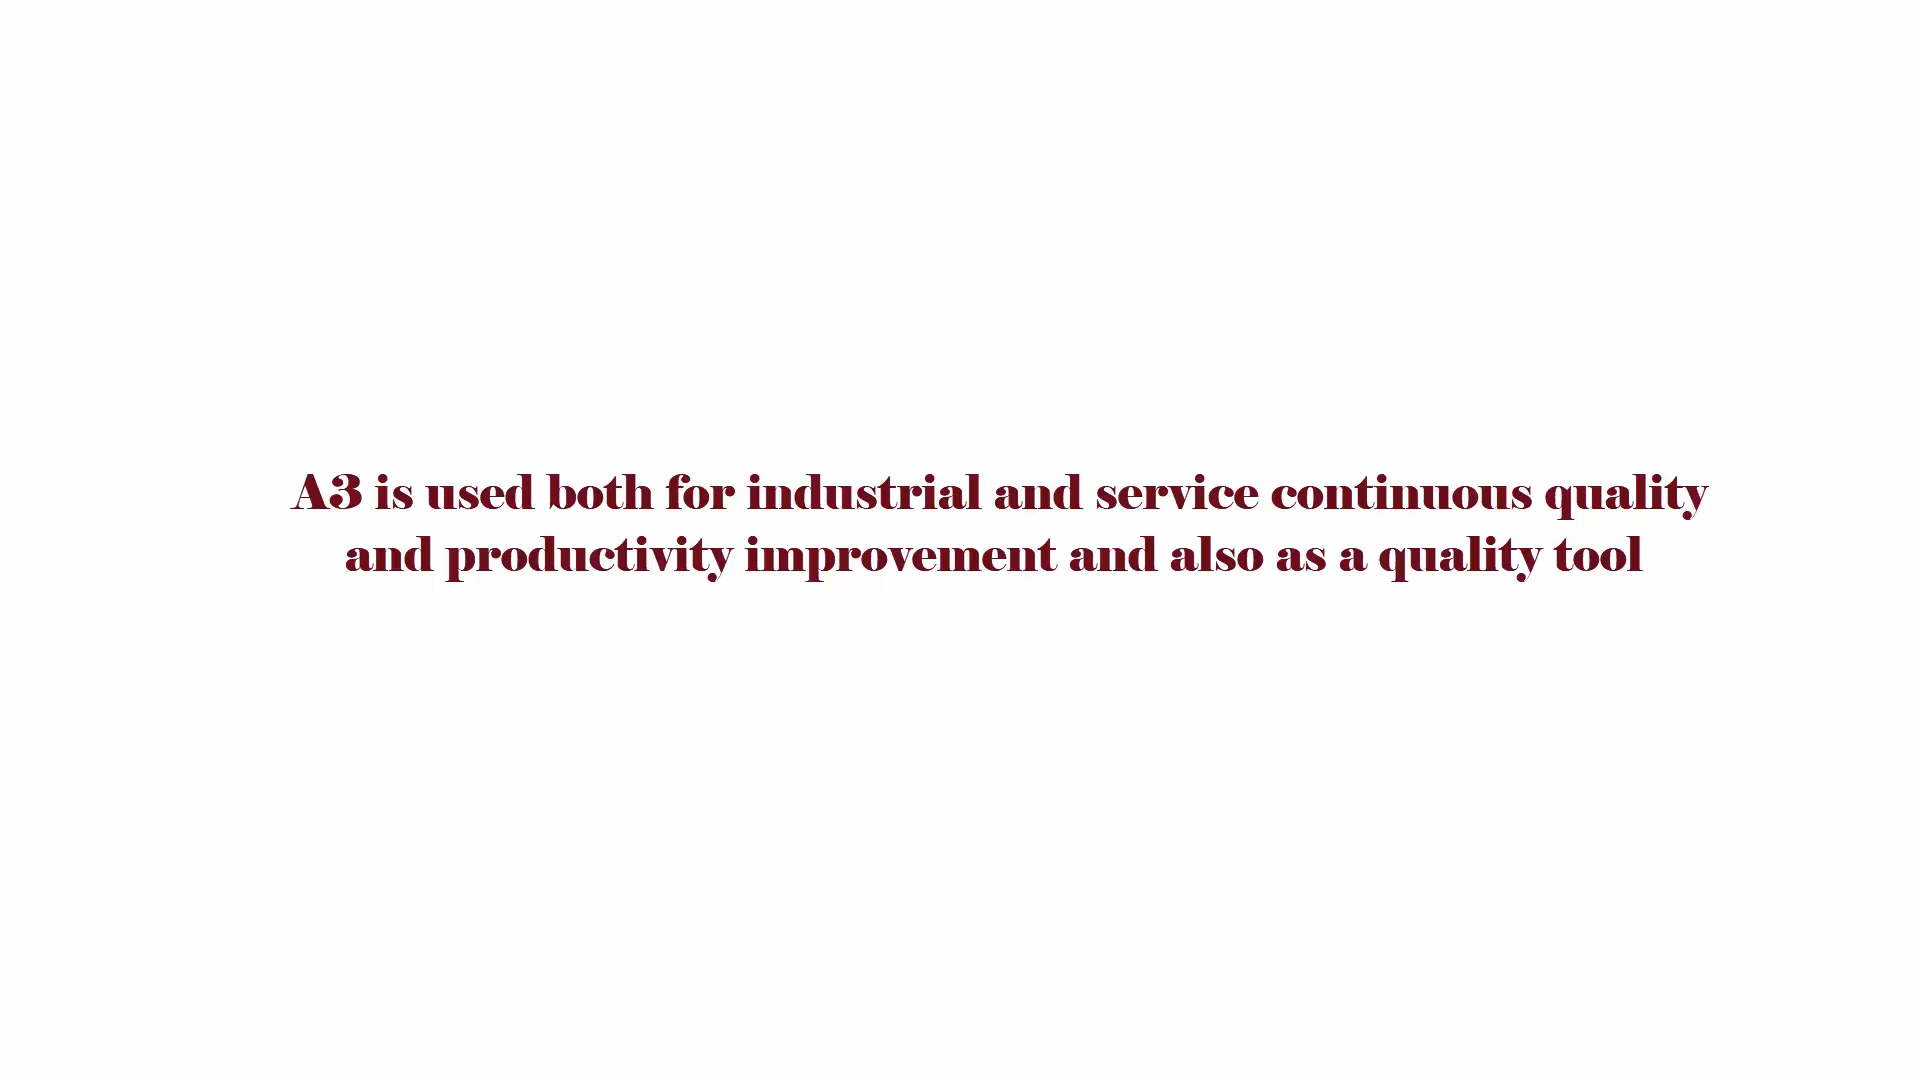 A3 is used both for industrial and service continuous quality
and productivity improvement and also as a quality tool